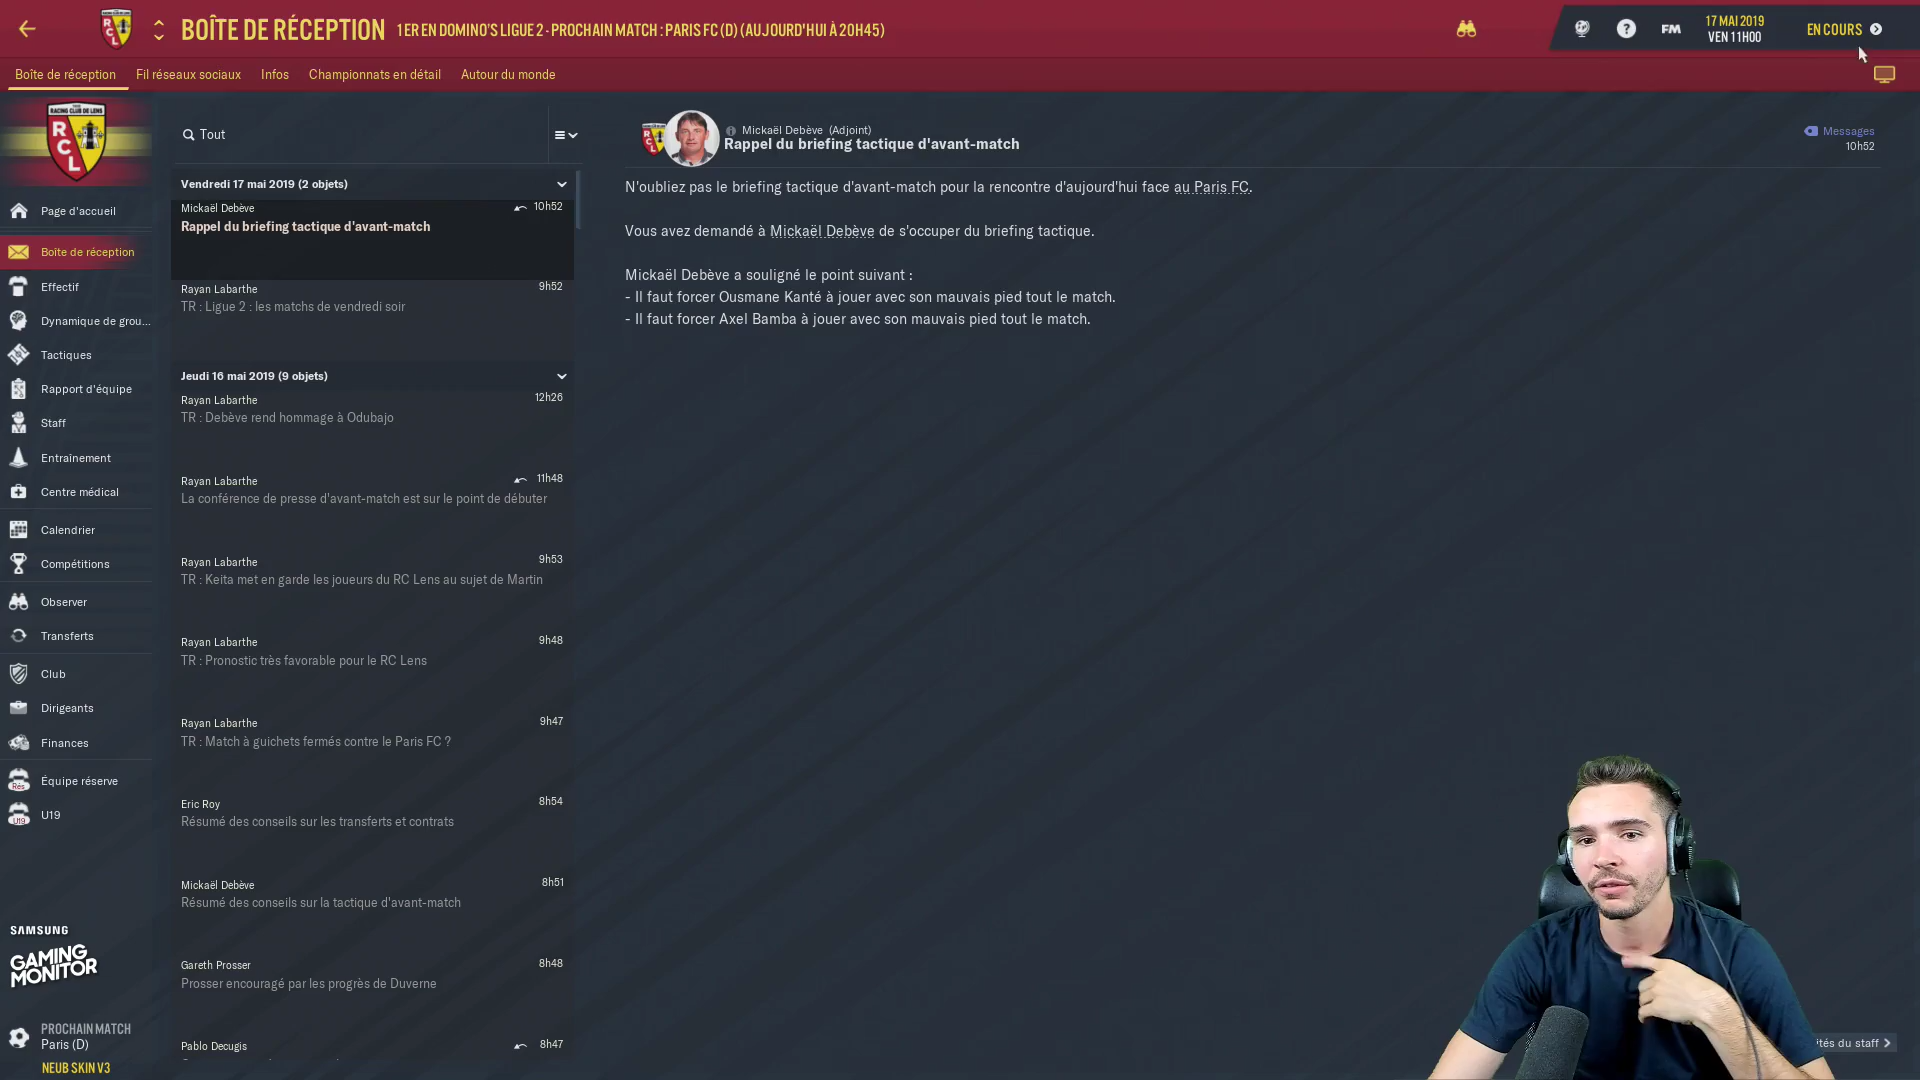 BOÎTE DE RÉCEPTION
1ER EN DOMINO'S LIGUE 2 - PROCHAIN MATCH : PARIS FC (D) (AUJOURD'HUI À 20H45)
FM
17 MAI 2019
VEN 11H00
EN COURS
Boîte de réception
Fil réseaux sociaux
Infos
Championnats en détail
Autour du monde
RACING CLUB DE LENS
RCL
Page d'accueil
Boîte de réception
Effectif
Dynamique de grou...
Tactiques
Rapport d'équipe
Staff
Entraînement
Centre médical
Calendrier
Compétitions
Observer
Transferts
Club
Dirigeants
Finances
Équipe réserve
U19
SAMSUNG
GAMING
MONITOR
PROCHAIN MATCH
Paris (D)
NEUB SKIN V3
Tout
Vendredi 17 mai 2019 (2 objets)
Mickaël Debève 10h52
Rappel du briefing tactique d'avant-match
Rayan Labarthe 9h52
TR : Ligue 2 : les matchs de vendredi soir
Jeudi 16 mai 2019 (9 objets)
Rayan Labarthe 12h26
TR : Debève rend hommage à Odubajo
Rayan Labarthe 11h48
La conférence de presse d'avant-match est sur le point de débuter
Rayan Labarthe 9h53
TR : Keita met en garde les joueurs du RC Lens au sujet de Martin
Rayan Labarthe 9h48
TR : Pronostic très favorable pour le RC Lens
Rayan Labarthe 9h47
TR : Match à guichets fermés contre le Paris FC ?
Eric Roy 8h54
Résumé des conseils sur les transferts et contrats
Mickaël Debève 8h51
Résumé des conseils sur la tactique d'avant-match
Gareth Prosser 8h48
Prosser encouragé par les progrès de Duverne
Pablo Decugis 8h47
Mickaël Debève (Adjoint)
Rappel du briefing tactique d'avant-match
Messages
10h52
N'oubliez pas le briefing tactique d'avant-match pour la rencontre d'aujourd'hui face au Paris FC.
Vous avez demandé à Mickaël Debève de s'occuper du briefing tactique.
Mickaël Debève a souligné le point suivant :
- Il faut forcer Ousmane Kanté à jouer avec son mauvais pied tout le match.
- Il faut forcer Axel Bamba à jouer avec son mauvais pied tout le match.
du staff